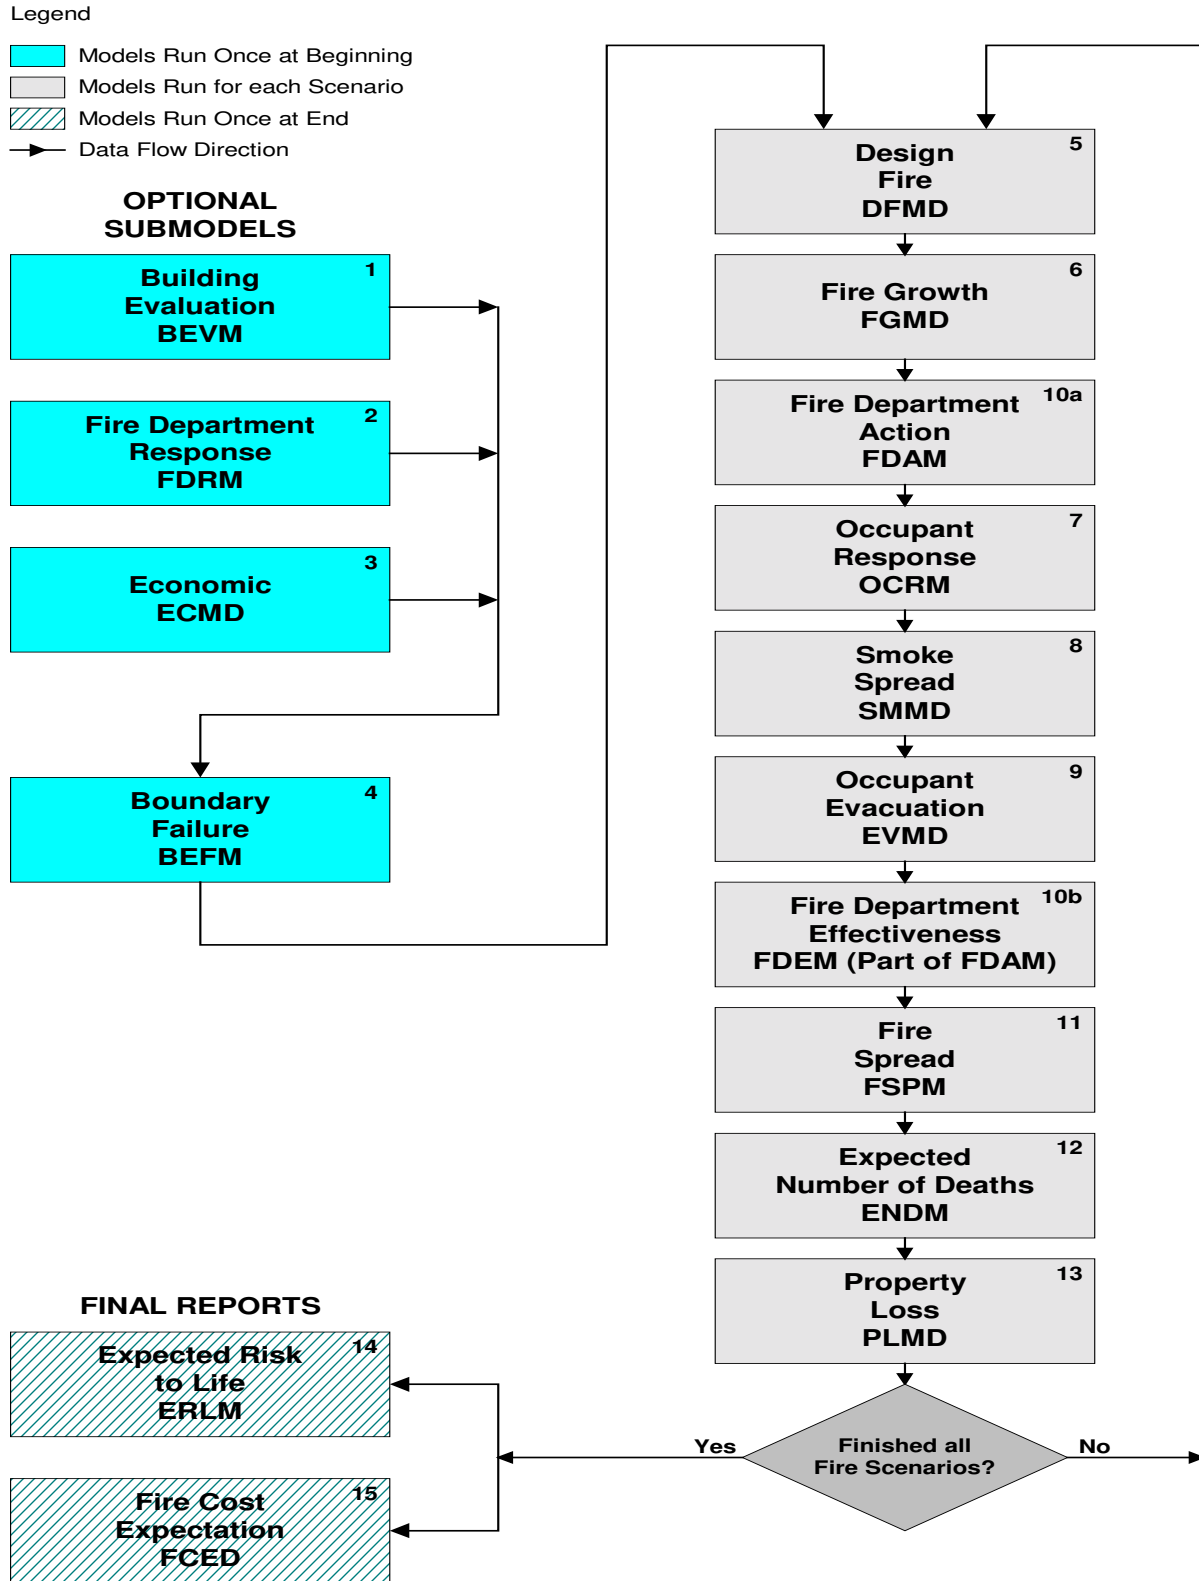 Legend
Models Run Once at Beginning
Models Run for each Scenario
Models Run Once at End
Data Flow Direction
OPTIONAL
SUBMODELS
1
Building
Evaluation
BEVM
2
Fire Department
Response
FDRM
3
Economic
ECMD
4
Boundary
Failure
BEFM
5
Design
Fire
DFMD
6
Fire Growth
FGMD
10a
Fire Department
Action
FDAM
7
Occupant
Response
OCRM
8
Smoke
Spread
SMMD
9
Occupant
Evacuation
EVMD
10b
Fire Department
Effectiveness
FDEM (Part of FDAM)
11
Fire
Spread
FSPM
12
Expected
Number of Deaths
ENDM
13
Property
Loss
PLMD
Finished all
Fire Scenarios?
Yes
No
FINAL REPORTS
14
Expected Risk
to Life
ERLM
15
Fire Cost
Expectation
FCED